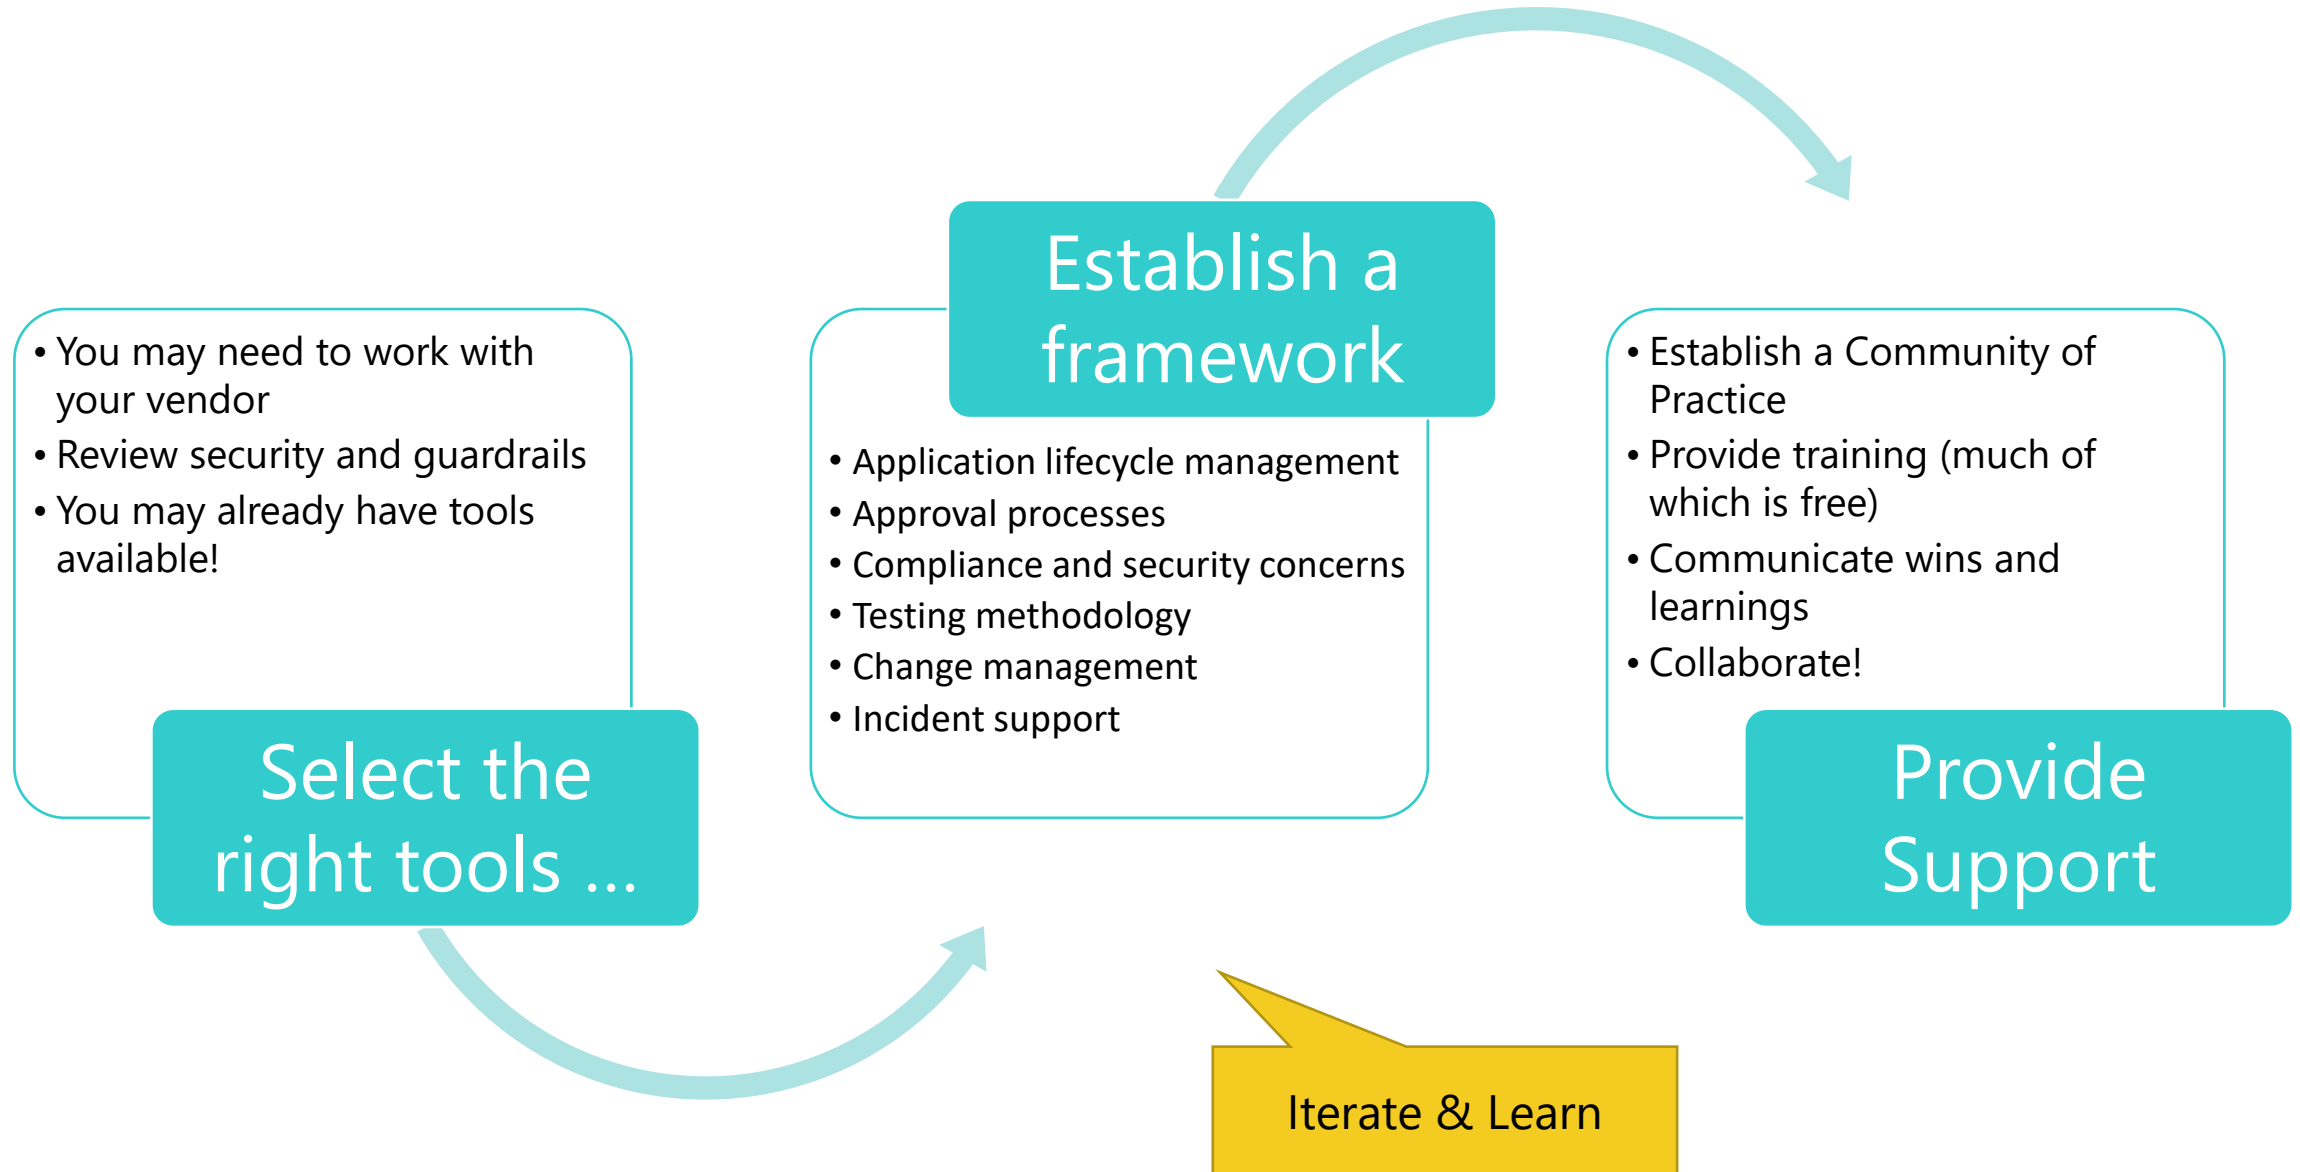 • You may need to work with
your vendor
• Review security and guardrails
• You may already have tools
available!
Select the
right tools ...
Establish a
framework
• Application lifecycle management
• Approval processes
• Compliance and security concerns
• Testing methodology
• Change management
• Incident support
• Establish a Community of
Practice
• Provide training (much of
which is free)
• Communicate wins and
learnings
• Collaborate!
Provide
Support
Iterate & Learn